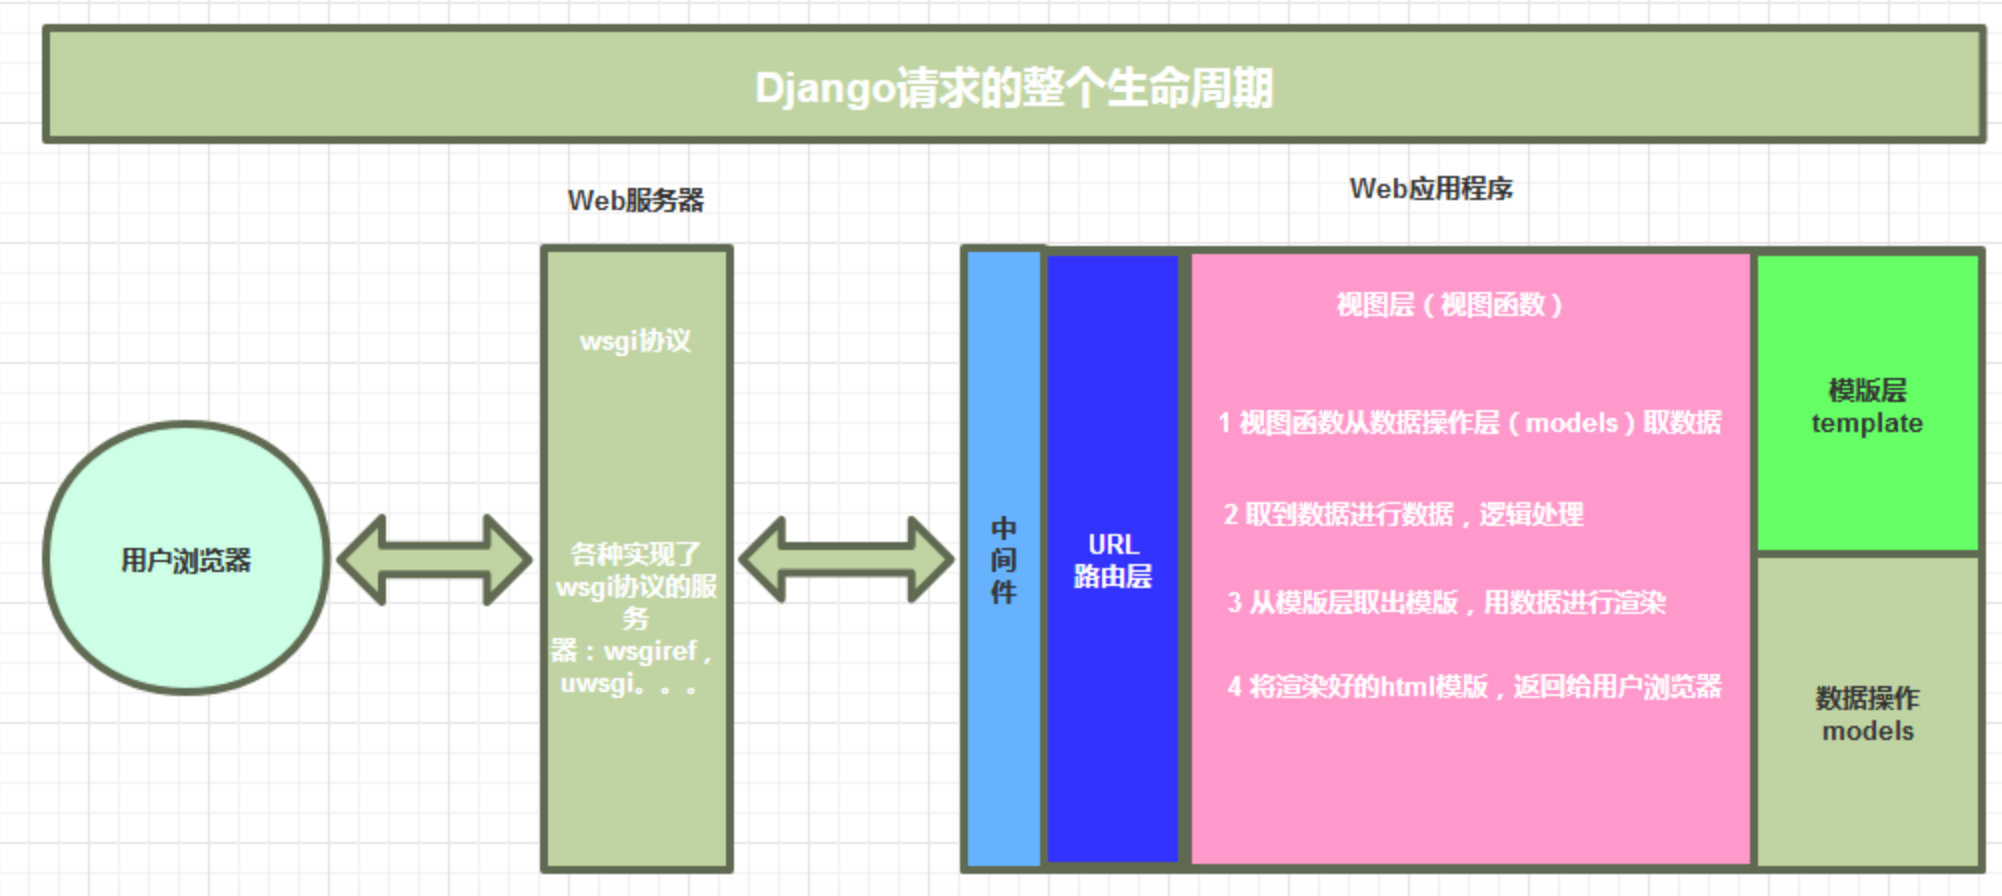 Django请求的整个生命周期
Web服务器
Web应用程序
用户浏览器
wsgi协议
各种实现了
wsgi协议的服
务
器：wsgiref，
uwsgi。。。
中
间
件
URL
路由层
视图层（视图函数）
1 视图函数从数据操作层（models）取数据
2 取到数据进行数据，逻辑处理
3 从模版层取出模版，用数据进行渲染
4 将渲染好的html模版，返回给用户浏览器
模版层
template
数据操作
models